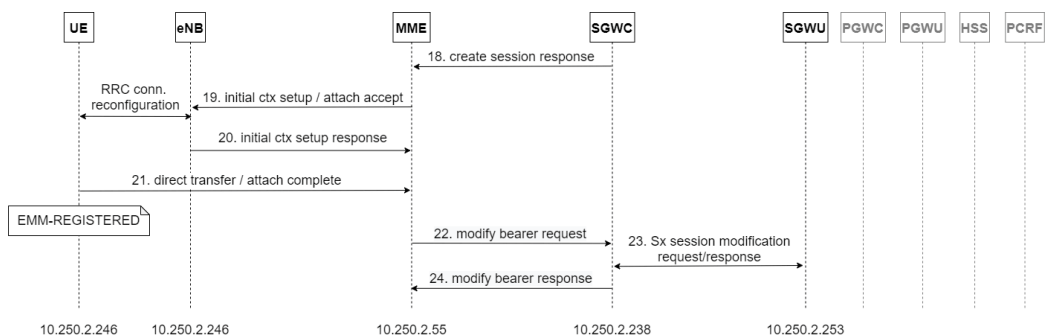 UE eNB MME SGWC SGWU PGWC PGWU HSS PCRF
18. create session response
RRC conn.
reconfiguration
19. initial ctx setup / attach accept
20. initial ctx setup response
21. direct transfer / attach complete
EMM-REGISTERED
22. modify bearer request
23. Sx session modification
request/response
24. modify bearer response
10.250.2.246 10.250.2.246 10.250.2.55 10.250.2.238 10.250.2.253